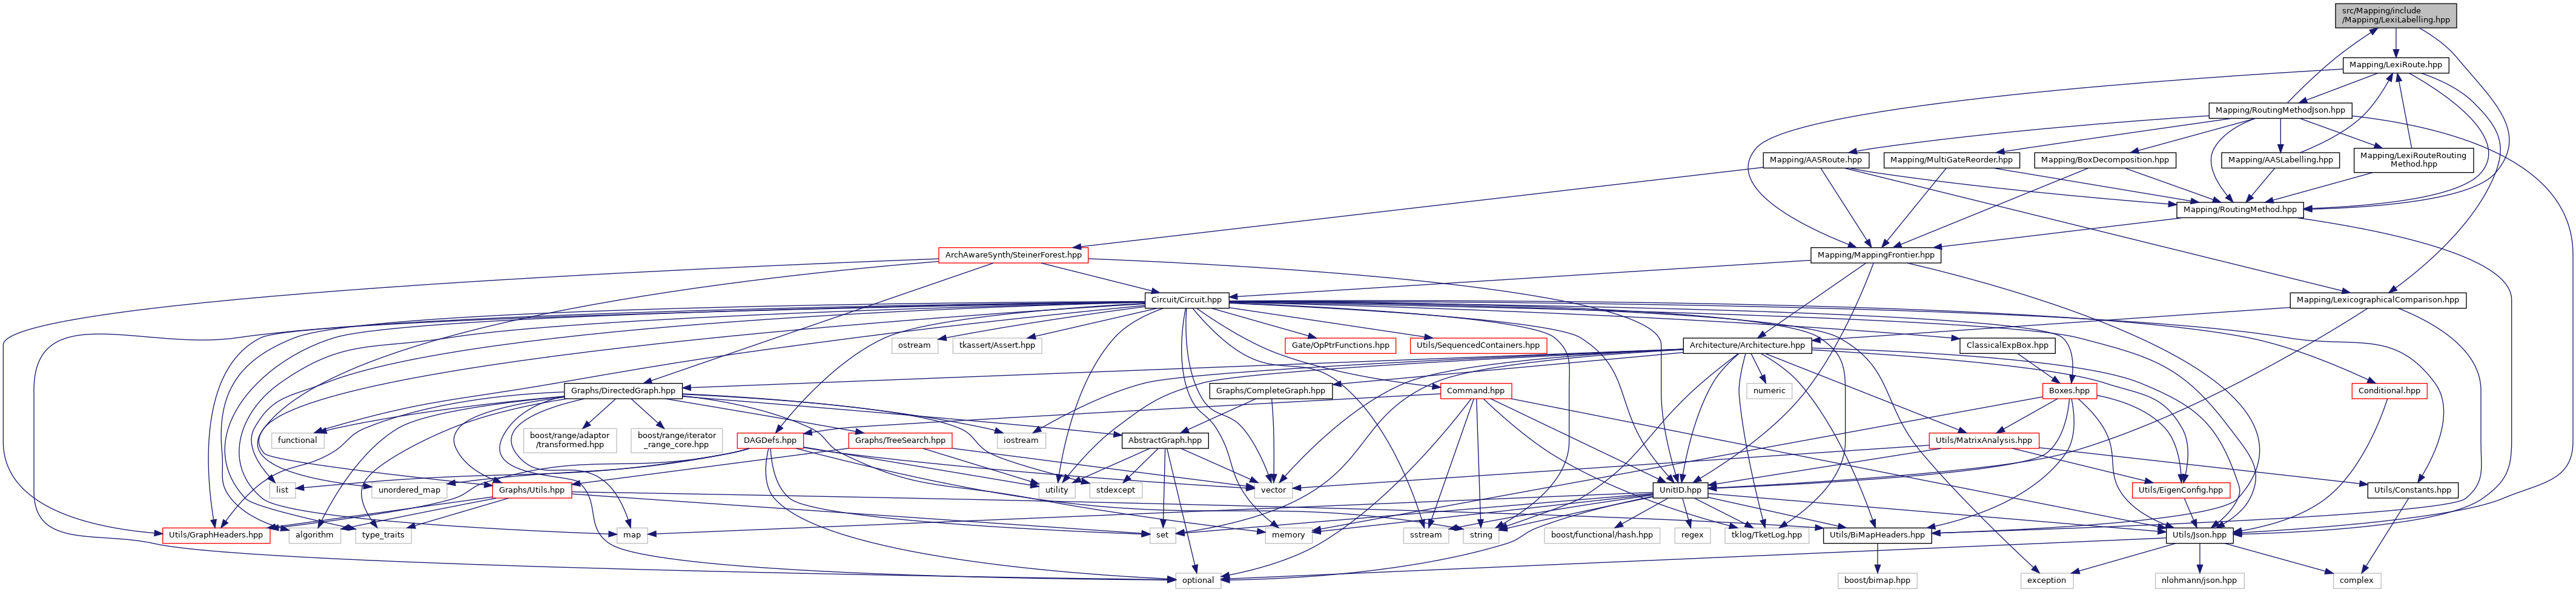 src/Mapping/include
/Mapping/LexiLabelling.hpp
Mapping/LexiRoute.hpp
Mapping/RoutingMethodJson.hpp
Mapping/AASRoute.hpp
Mapping/MultiGateReorder.hpp
Mapping/BoxDecomposition.hpp
Mapping/AASLabelling.hpp
Mapping/LexiRouteRouting
Method.hpp
Mapping/RoutingMethod.hpp
ArchAwareSynth/SteinerForest.hpp
Mapping/MappingFrontier.hpp
Circuit/Circuit.hpp
Mapping/LexicographicalComparison.hpp
ostream
tkassert/Assert.hpp
Gate/OpPtrFunctions.hpp
Utils/SequencedContainers.hpp
Architecture/Architecture.hpp
ClassicalExpBox.hpp
Graphs/DirectedGraph.hpp
Graphs/CompleteGraph.hpp
Command.hpp
numeric
Boxes.hpp
Conditional.hpp
functional
boost/range/adaptor
/transformed.hpp
boost/range/iterator
_range_core.hpp
DAGDefs.hpp
Graphs/TreeSearch.hpp
iostream
AbstractGraph.hpp
Utils/MatrixAnalysis.hpp
list
unordered_map
Graphs/Utils.hpp
utility
stdexcept
vector
UnitID.hpp
Utils/EigenConfig.hpp
Utils/Constants.hpp
Utils/GraphHeaders.hpp
algorithm
type_traits
map
set
memory
sstream
string
boost/functional/hash.hpp
regex
tklog/TketLog.hpp
Utils/BiMapHeaders.hpp
Utils/Json.hpp
optional
boost/bimap.hpp
exception
nlohmann/json.hpp
complex